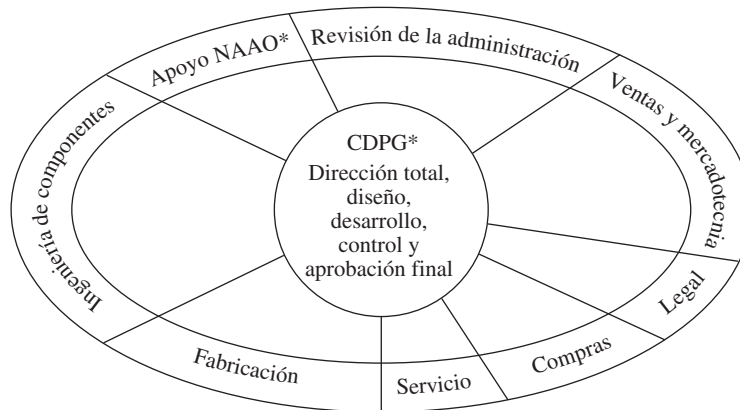 Apoyo NAAO*
Revisión de la administración
Ventas y mercadotecnia
Ingeniería de componentes
CDPG*
Dirección total,
diseño,
desarrollo,
control y
aprobación final
Legal
Compras
Servicio
Fabricación